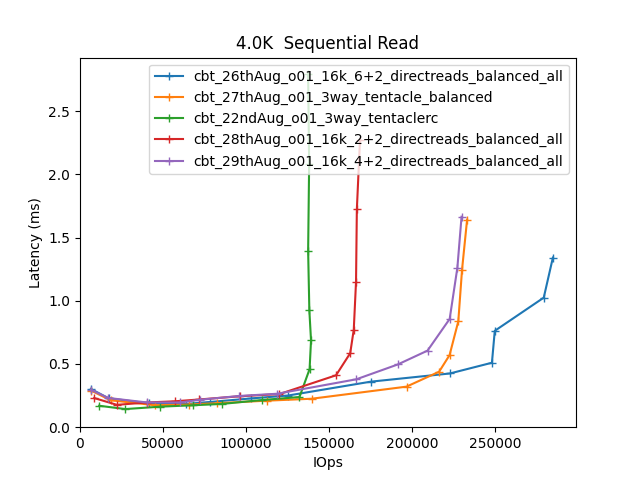 4.0K  Sequential Read
cbt_26thAug_o01_16k_6+2_directreads_balanced_all
cbt_27thAug_o01_3way_tentacle_balanced
cbt_22ndAug_o01_3way_tentaclerc
cbt_28thAug_o01_16k_2+2_directreads_balanced_all
cbt_29thAug_o01_16k_4+2_directreads_balanced_all
Latency (ms)
2.5
2.0
1.5
1.0
0.5
0.0
0 50000 100000 150000 200000 250000
IOps